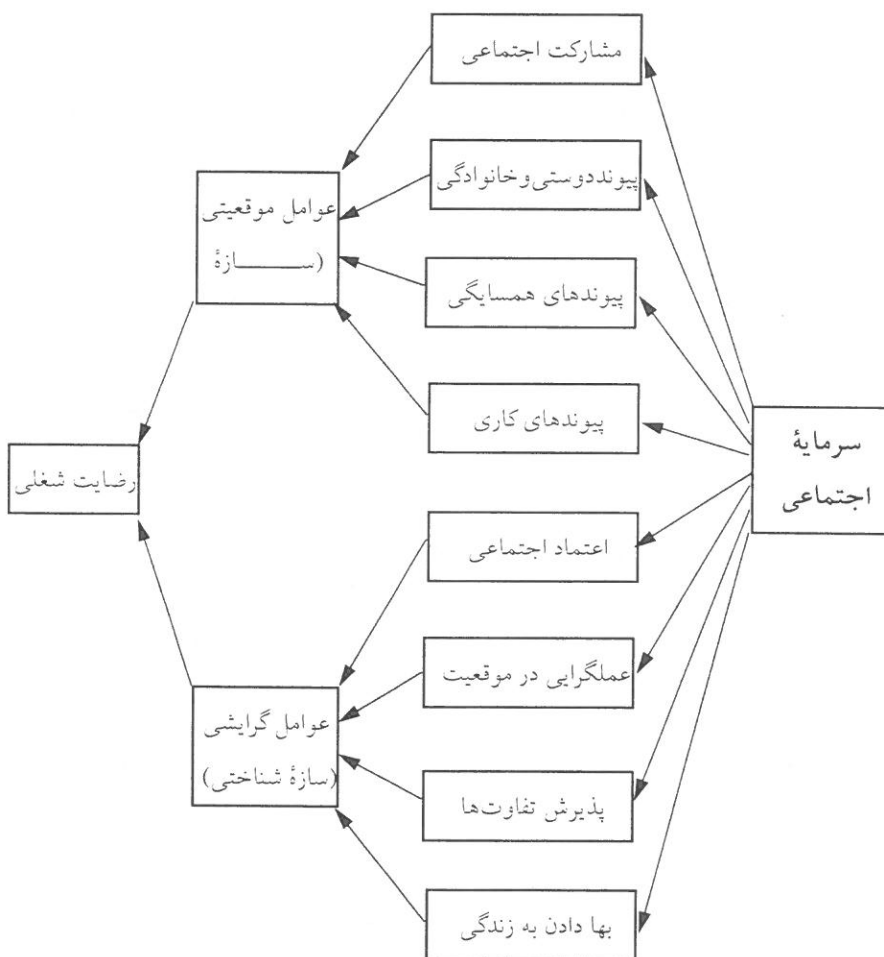 مشارکت اجتماعی
پیونددوستی‌وخانوادگی
عوامل موقعیتی
(ســـــــازهٔ
پیوندهای همسایگی
پیوندهای کاری
سرمایهٔ
اجتماعی
رضایت شغلی
اعتماد اجتماعی
عملگرایی در موقعیت
عوامل گرایشی
(سازهٔ شناختی)
پذیرش تفاوت‌ها
بها دادن به زندگی